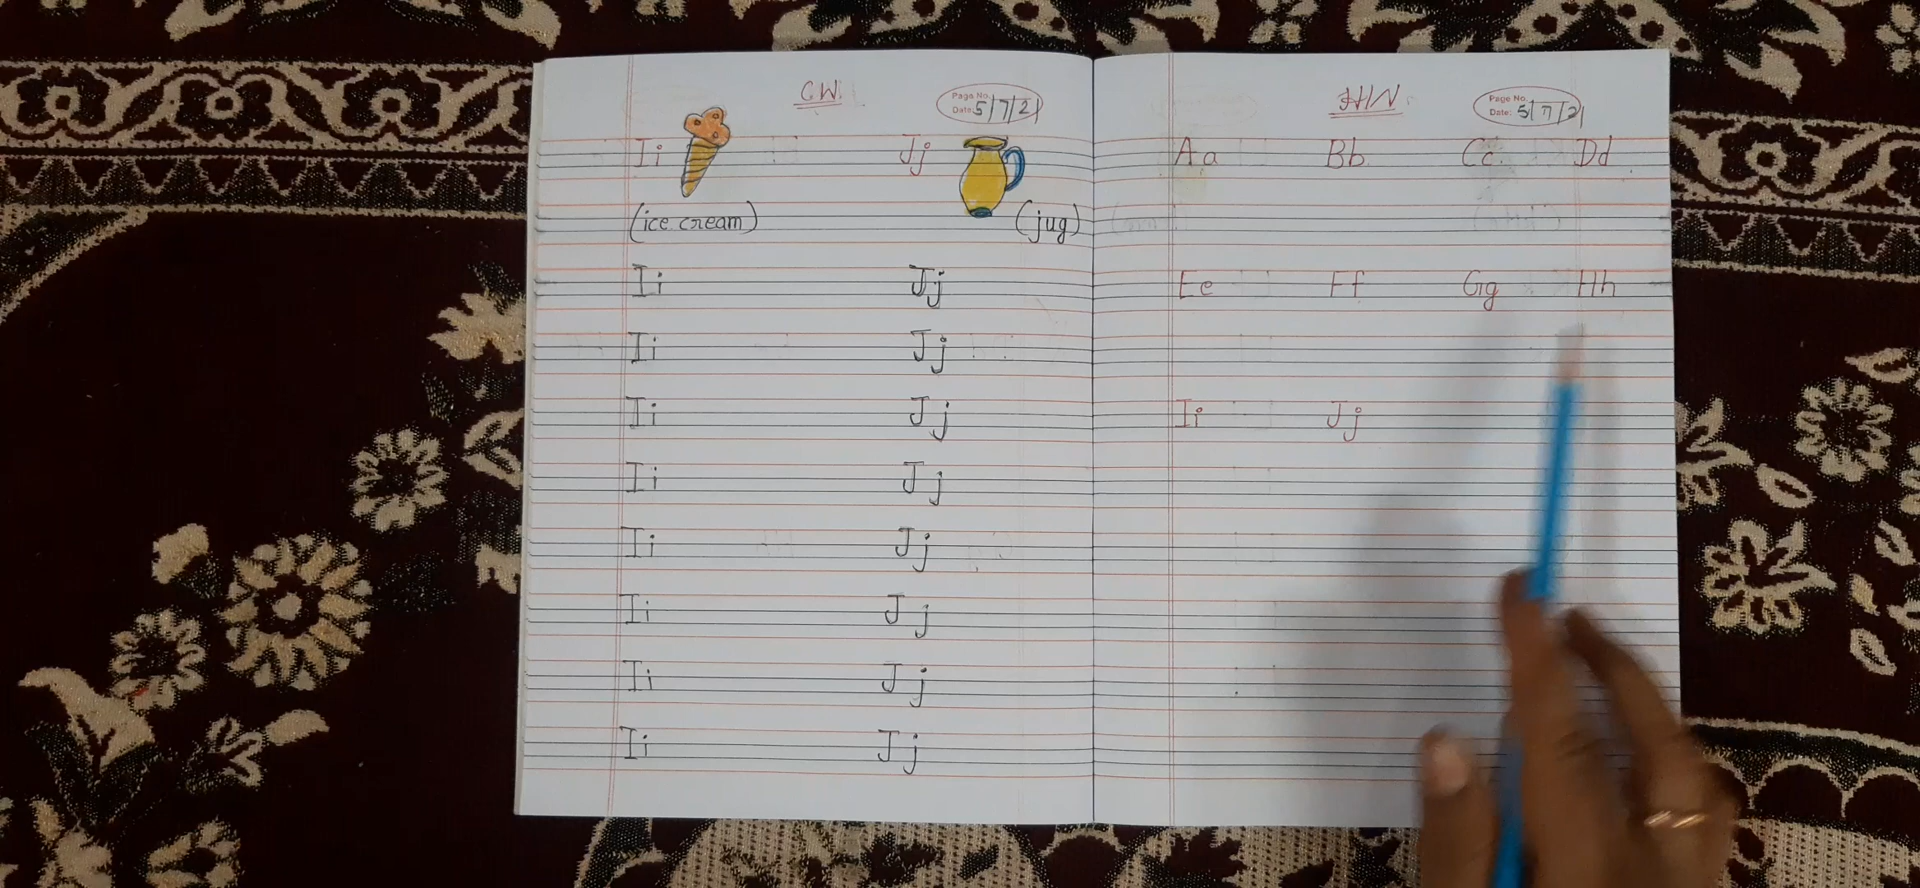 C.W.
Page No.
Date: 5/7/21
Ii Jj
(ice cream) (jug)
Ii Jj
Ii Jj
Ii Jj
Ii Jj
Ii Jj
Ii Jj
Ii Jj
Ii Jj
H/W
Page No.
Date: 5/7/21
Aa Bb Cc Dd
Ee Ff Gg Hh
Ii Jj